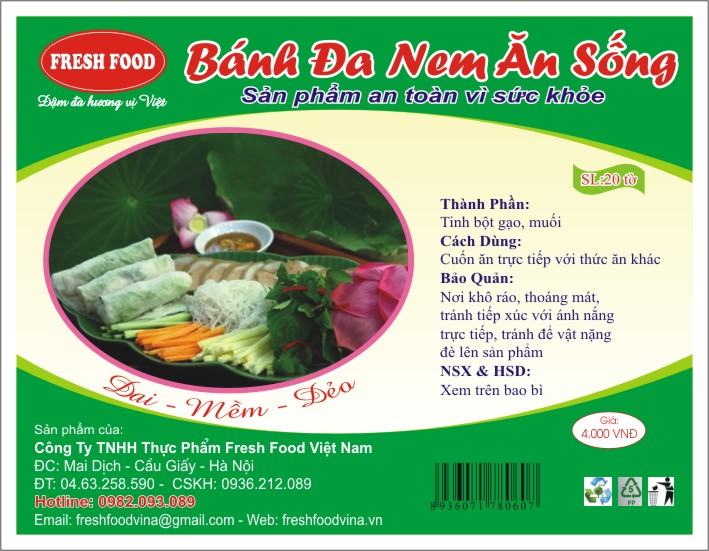 FRESH FOOD
Đậm đà hương vị Việt
Bánh Đa Nem Ăn Sống
Sản phẩm an toàn vì sức khỏe
SL:20 tờ
Thành Phần:
Tinh bột gạo, muối
Cách Dùng:
Cuốn ăn trực tiếp với thức ăn khác
Bảo Quản:
Nơi khô ráo, thoáng mát,
tránh tiếp xúc với ánh nắng
trực tiếp, tránh để vật nặng
đè lên sản phẩm
NSX & HSD:
Xem trên bao bì
Dai - Mềm - Dẻo
Giá:
4.000 VNĐ
Sản phẩm của:
Công Ty TNHH Thực Phẩm Fresh Food Việt Nam
ĐC: Mai Dịch - Cầu Giấy - Hà Nội
ĐT: 04.63.258.590 - CSKH: 0936.212.089
Hotline: 0982.093.089
Email: freshfoodvina@gmail.com - Web: freshfoodvina.vn
8 936071 780607
5
PP